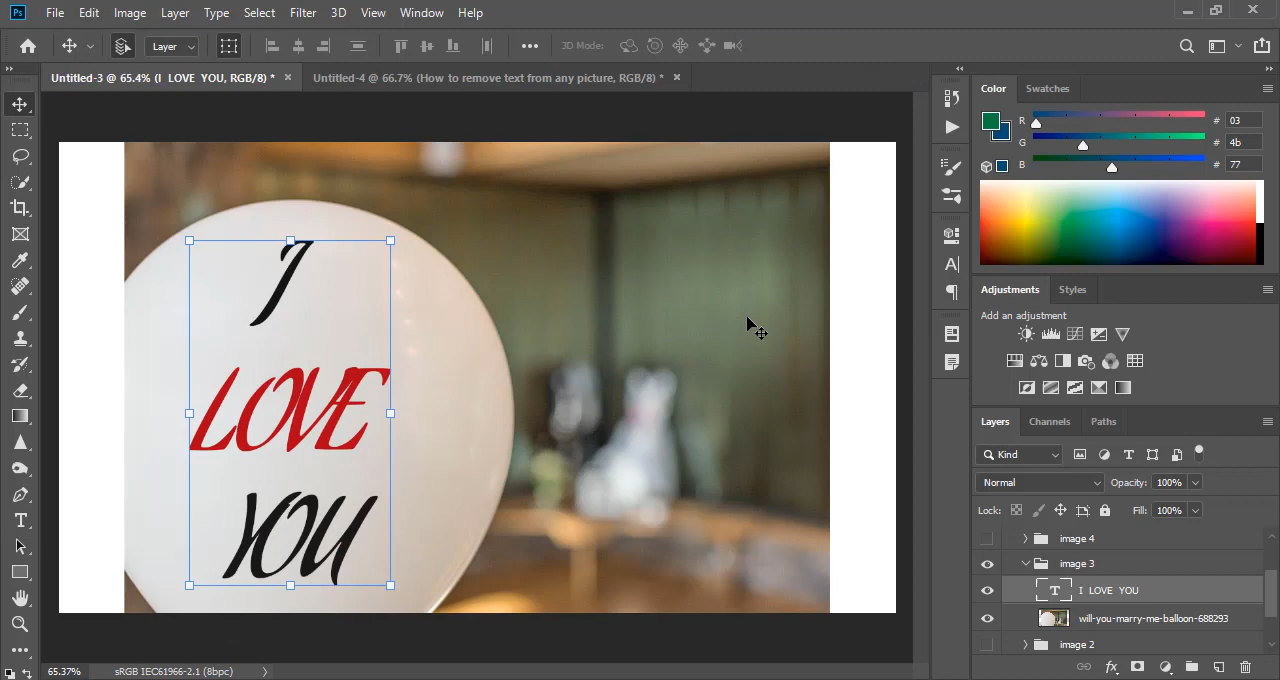 Ps File Edit Image Layer Type Select Filter 3D View Window Help
Layer 3D Mode:
Untitled-3 @ 65.4% (I LOVE YOU, RGB/8) * Untitled-4 @ 66.7% (How to remove text from any picture, RGB/8) *
I
LOVE
YOU
65.37% sRGB IEC61966-2.1 (8bpc)
Color Swatches
R # 03
G # 4b
B # 77
Adjustments Styles
Add an adjustment
Layers Channels Paths
Kind
Normal Opacity: 100%
Lock: Fill: 100%
image 4
image 3
T I LOVE YOU
will-you-marry-me-balloon-688293
image 2